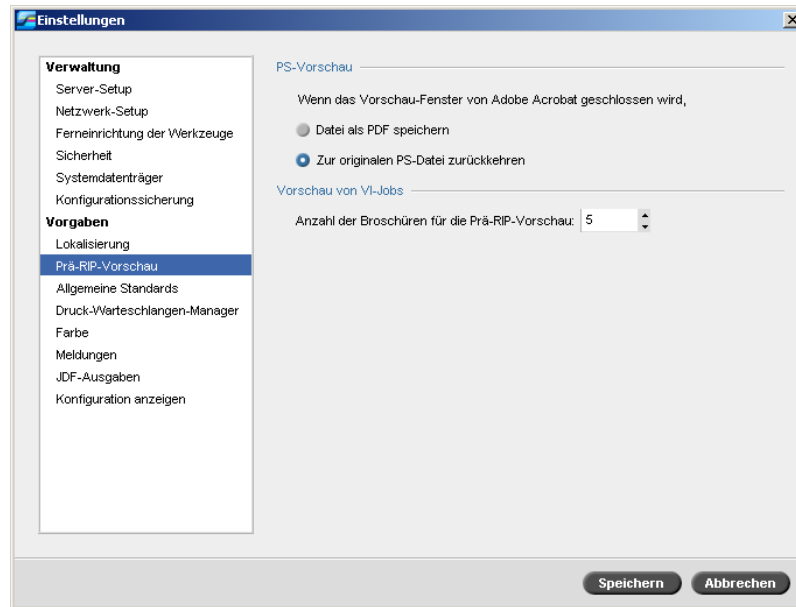 Einstellungen
Verwaltung
Server-Setup
Netzwerk-Setup
Ferneinrichtung der Werkzeuge
Sicherheit
Systemdatenträger
Konfigurationssicherung
Vorgaben
Lokalisierung
Prä-RIP-Vorschau
Allgemeine Standards
Druck-Warteschlangen-Manager
Farbe
Meldungen
JDF-Ausgaben
Konfiguration anzeigen
PS-Vorschau
Wenn das Vorschau-Fenster von Adobe Acrobat geschlossen wird,
Datei als PDF speichern
Zur originalen PS-Datei zurückkehren
Vorschau von VI-Jobs
Anzahl der Broschüren für die Prä-RIP-Vorschau: 5
Speichern Abbrechen